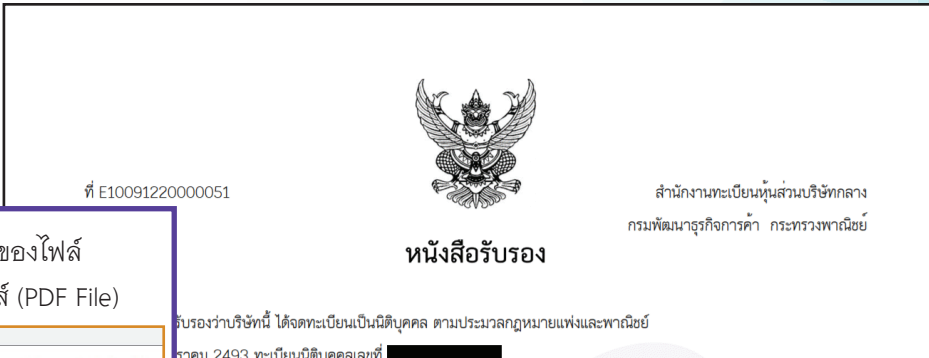 ที่ E10091220000051
สำนักงานทะเบียนหุ้นส่วนบริษัทกลาง
กรมพัฒนาธุรกิจการค้า กระทรวงพาณิชย์
หนังสือรับรอง
ของไฟล์
(PDF File)
รับรองว่าบริษัทนี้ ได้จดทะเบียนเป็นนิติบุคคล ตามประมวลกฎหมายแพ่งและพาณิชย์
2493 ทะเบียนนิติบุคคลเลขที่